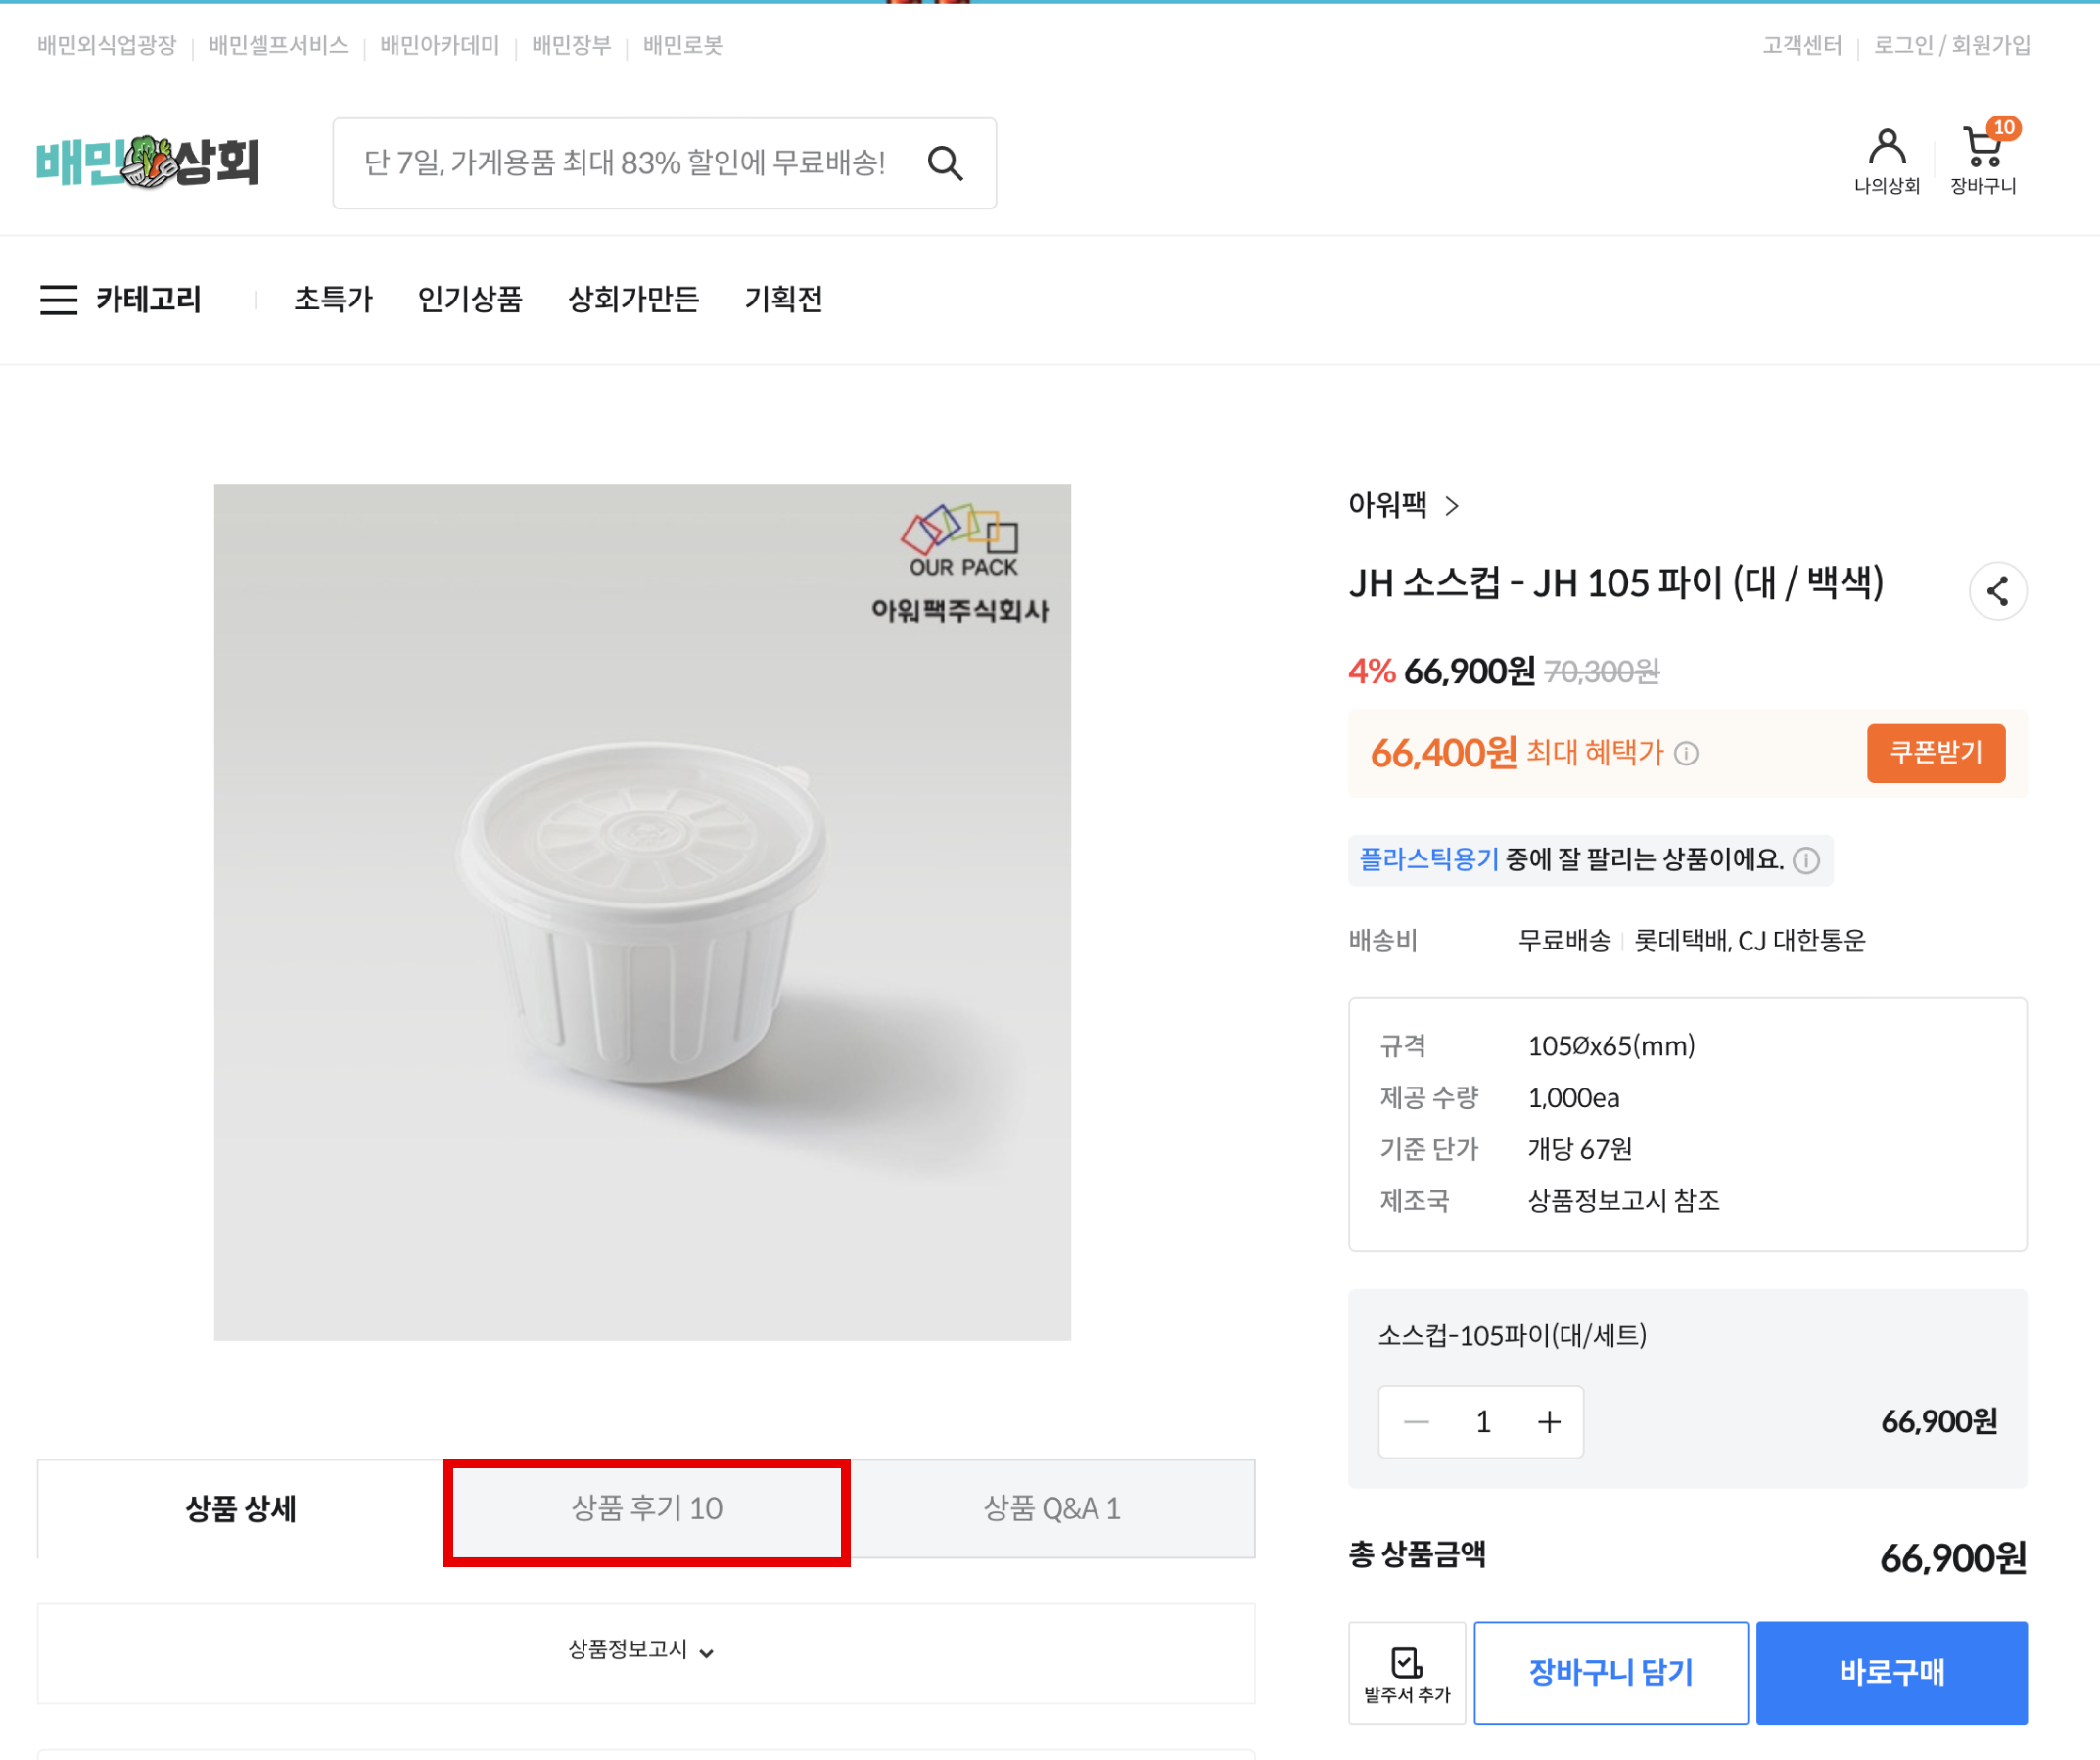 배민외식업광장 배민셀프서비스 배민아카데미 배민장부 배민로봇 고객센터 로그인 / 회원가입
배민상회
단 7일, 가게용품 최대 83% 할인에 무료배송!
10
나의상회 장바구니
카테고리 초특가 인기상품 상회가만든 기획전
OUR PACK
아워팩주식회사
아워팩 >
JH 소스컵 - JH 105 파이 (대 / 백색)
4% 66,900원 70,300원
66,400원 최대 혜택가 쿠폰받기
플라스틱용기 중에 잘 팔리는 상품이에요.
배송비 무료배송 롯데택배, CJ 대한통운
규격 105Øx65(mm)
제공 수량 1,000ea
기준 단가 개당 67원
제조국 상품정보고시 참조
소스컵-105파이(대/세트)
1 66,900원
총 상품금액 66,900원
발주서 추가 장바구니 담기 바로구매
상품 상세 상품 후기 10 상품 Q&A 1
상품정보고시